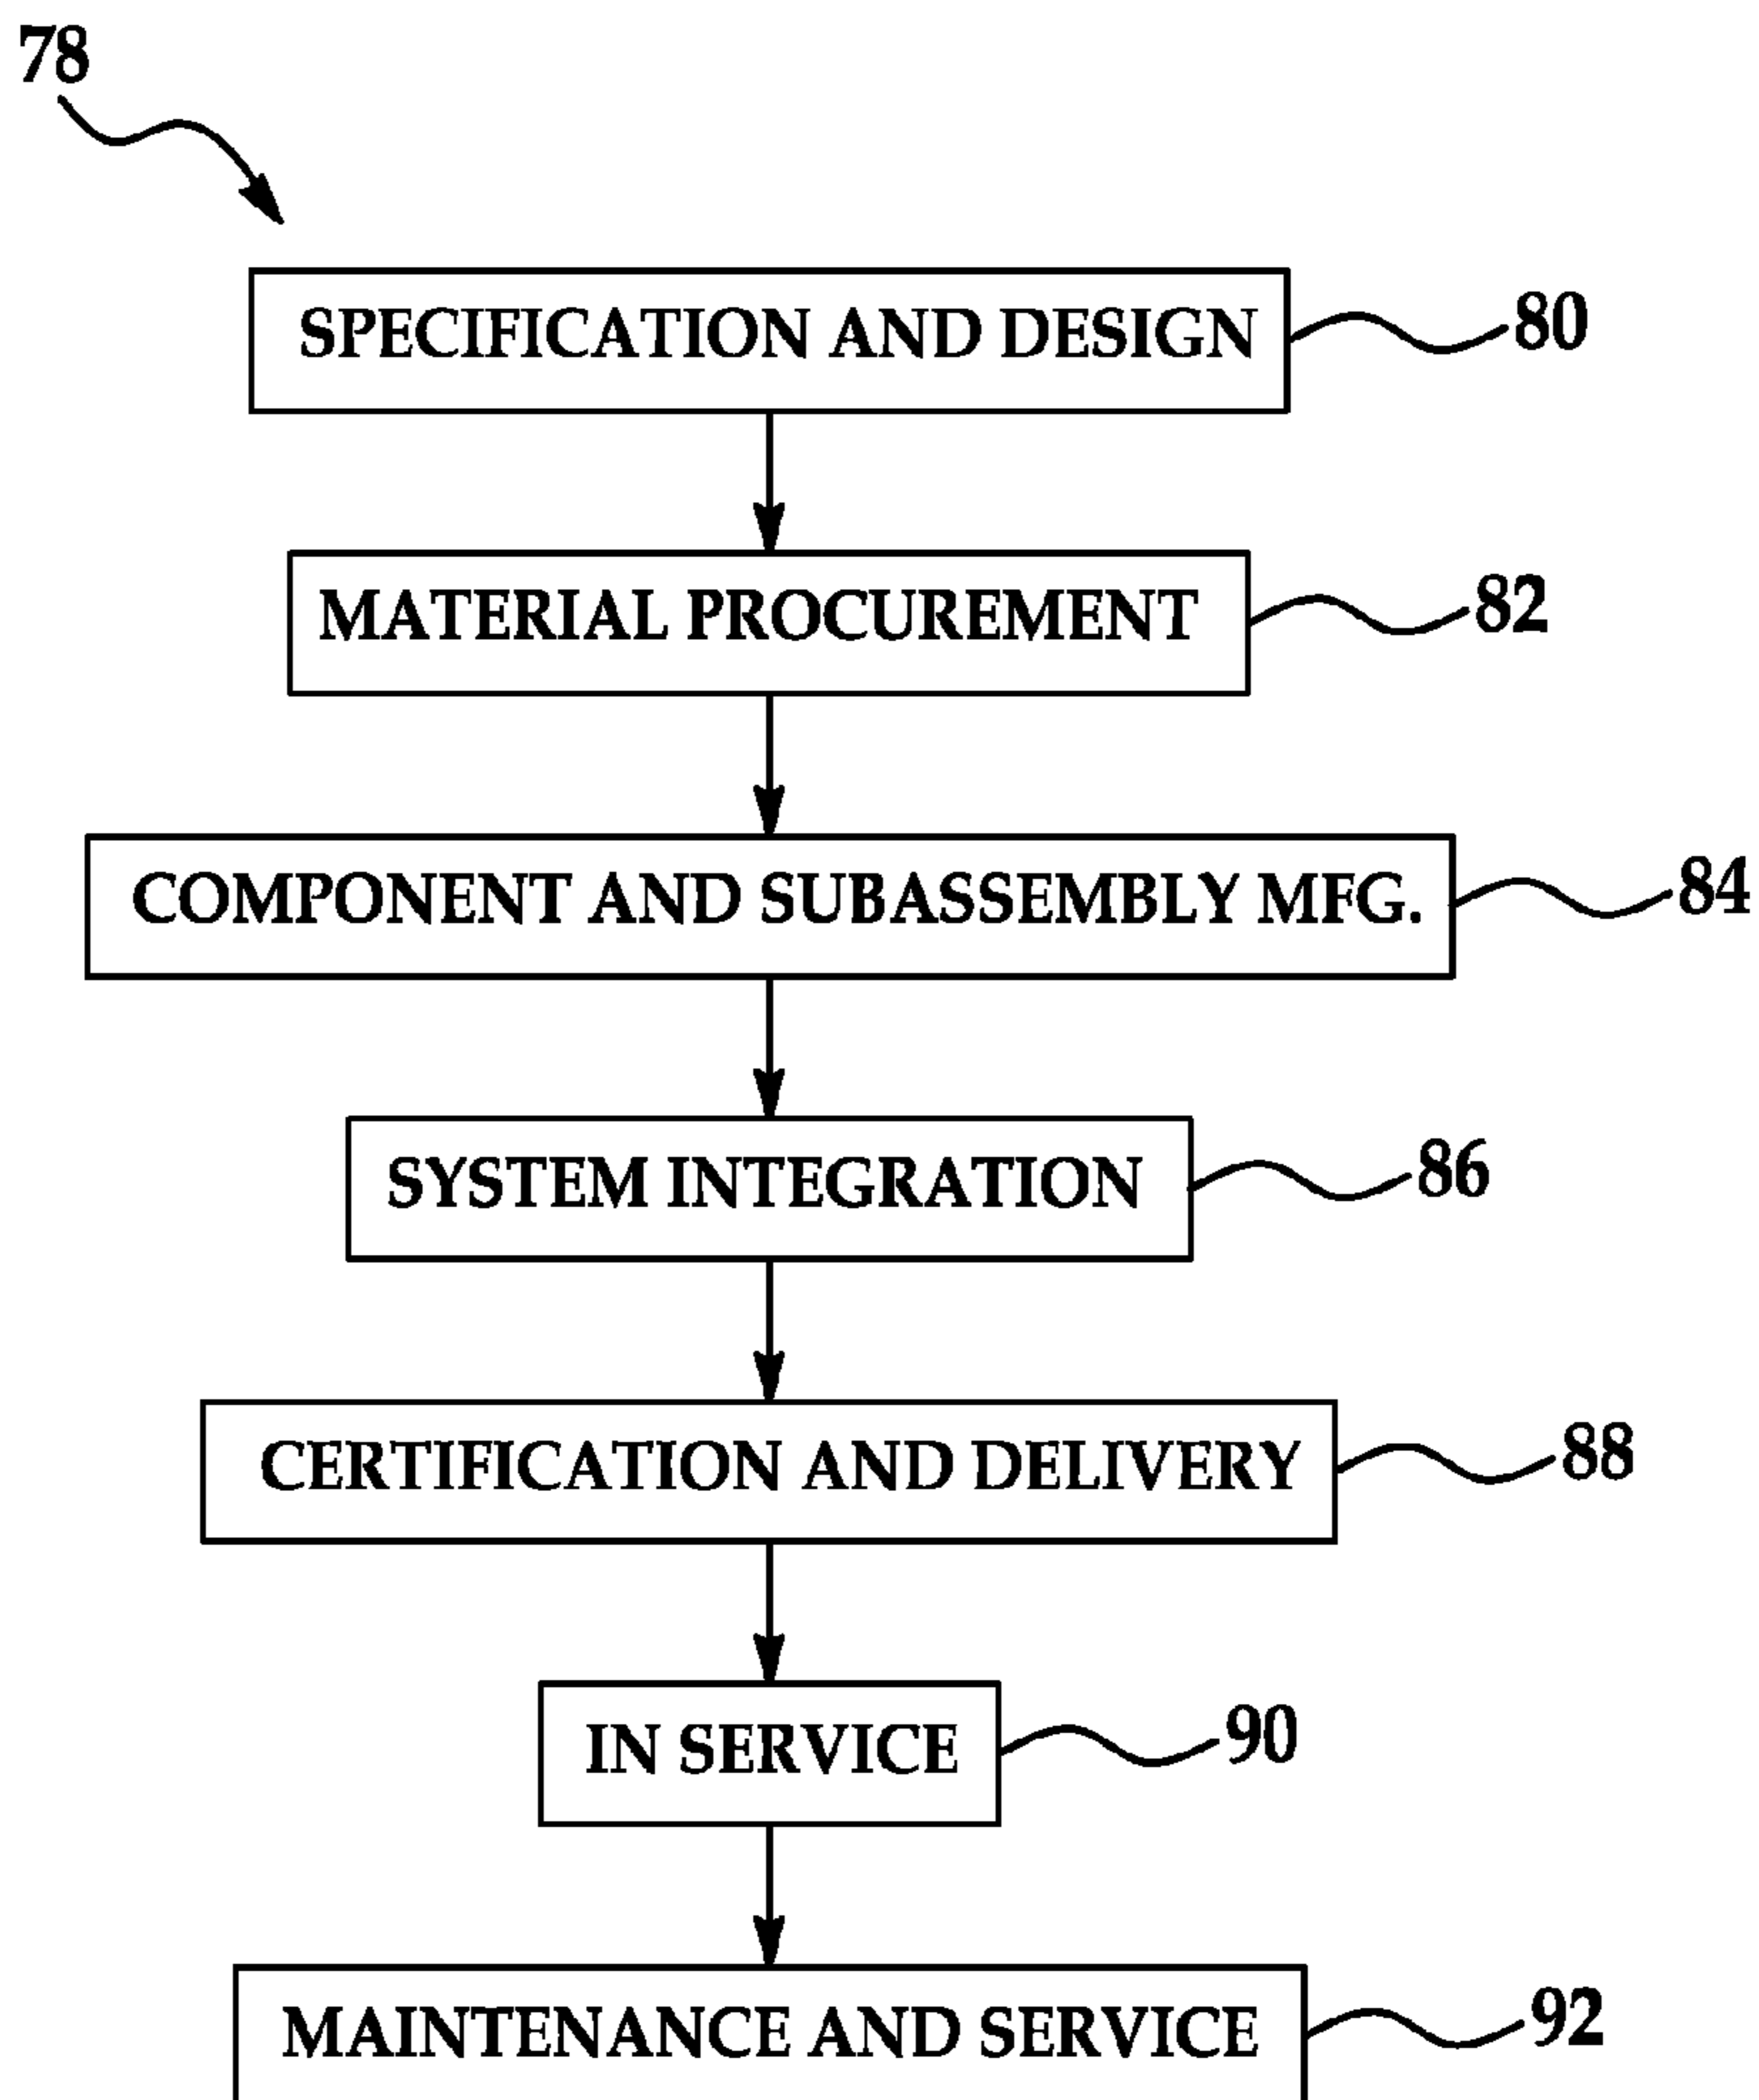 78
SPECIFICATION AND DESIGN 80
MATERIAL PROCUREMENT 82
COMPONENT AND SUBASSEMBLY MFG. 84
SYSTEM INTEGRATION 86
CERTIFICATION AND DELIVERY 88
IN SERVICE 90
MAINTENANCE AND SERVICE 92